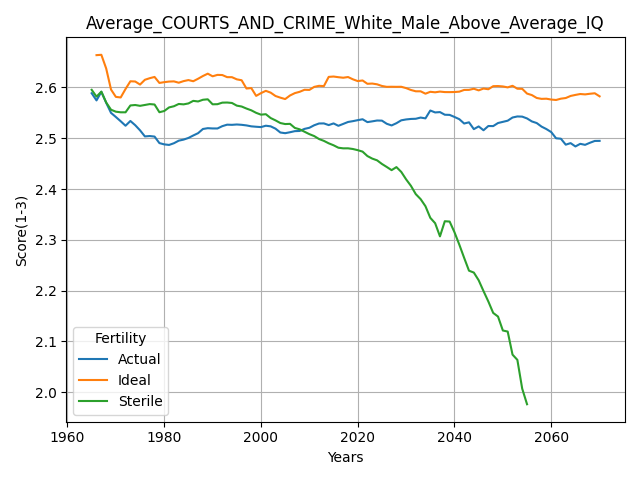 Average_COURTS_AND_CRIME_White_Male_Above_Average_IQ
Score(1-3)
2.6
2.5
2.4
2.3
2.2
2.1
2.0
Fertility
Actual
Ideal
Sterile
1960 1980 2000 2020 2040 2060
Years